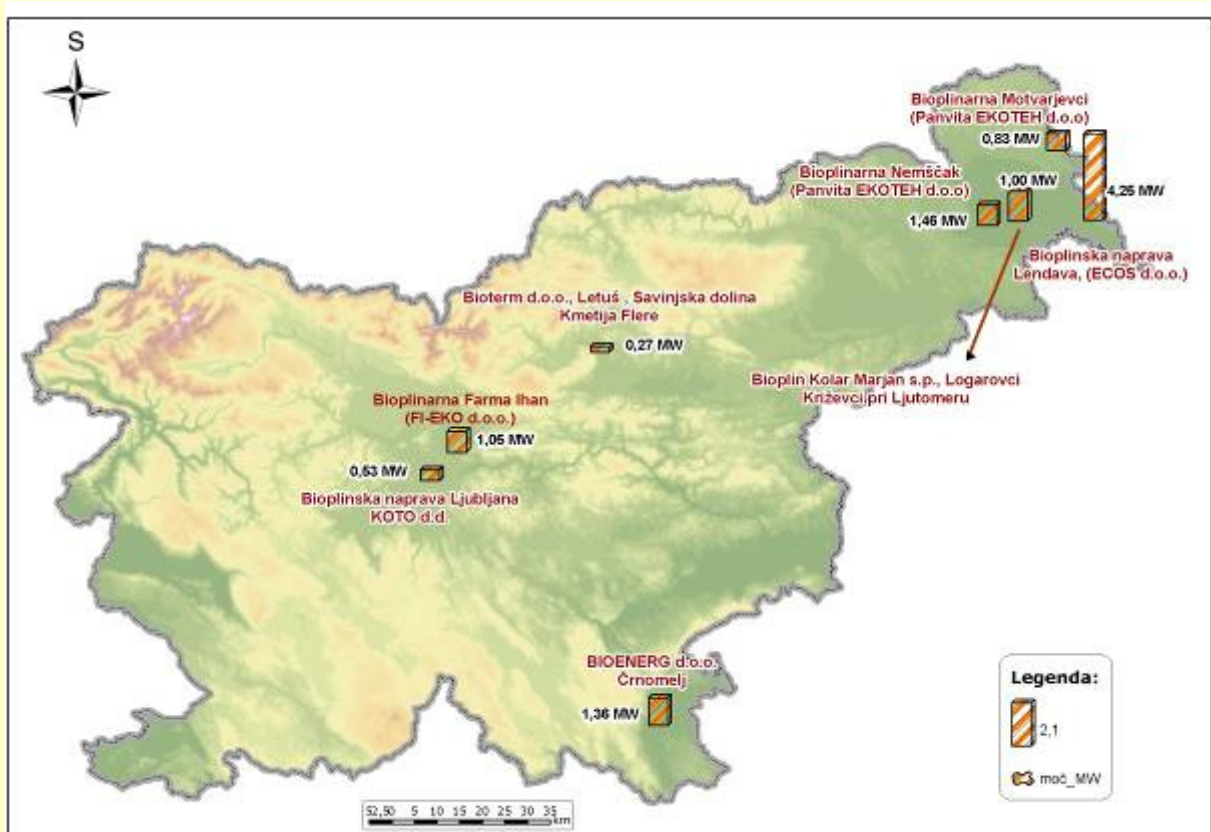 S
Bioplinarna Motvarjevci
(Panvita EKOTEH d.o.o)
0,83 MW
Bioplinarna Nemščak
(Panvita EKOTEH d.o.o)
1,00 MW
4,25 MW
1,46 MW
Bioplinska naprava
Lendava, (ECOS d.o.o.)
Bioterm d.o.o., Letuš , Savinjska dolina
Kmetija Flere
0,27 MW
Bioplin Kolar Marjan s.p., Logarovci
Križevci pri Ljutomeru
Bioplinarna Farma Ihan
(FI-EKO d.o.o.)
1,05 MW
0,53 MW
Bioplinska naprava Ljubljana
KOTO d.d.
BIOENERG d.o.o.
Črnomelj
1,36 MW
Legenda:
2,1
moč_MW
52,50 5 10 15 20 25 30 35
km